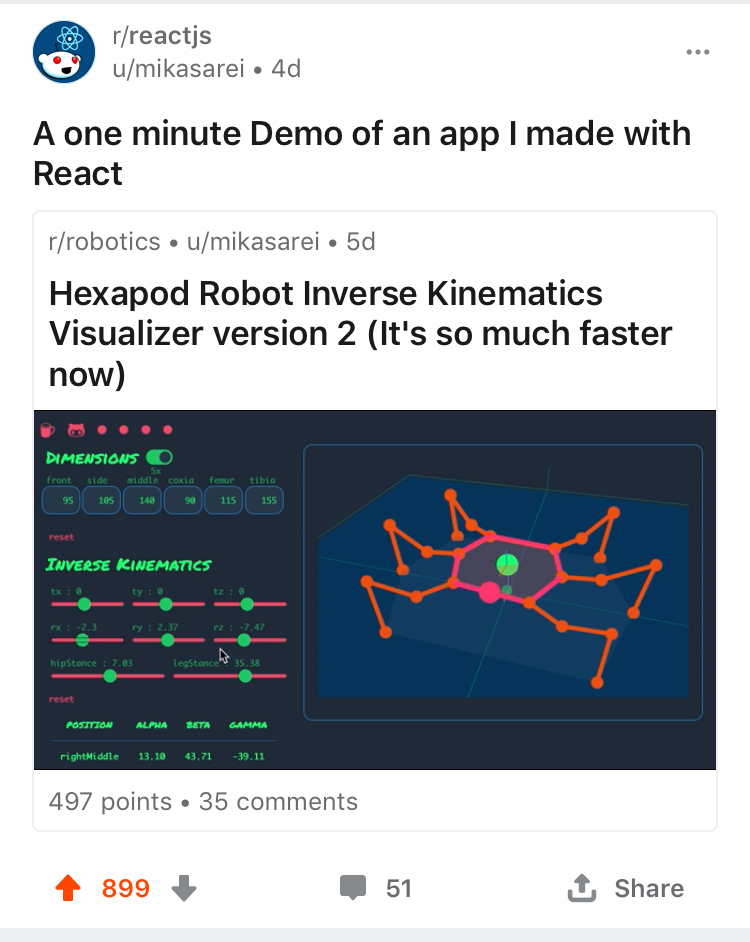 r/reactjs
u/mikasarei • 4d
A one minute Demo of an app I made with
React
r/robotics • u/mikasarei • 5d
Hexapod Robot Inverse Kinematics
Visualizer version 2 (It's so much faster
now)
DIMENSIONS
5x
front side middle coxia femur tibia
95 105 140 90 115 155
reset
INVERSE KINEMATICS
tx : 0 ty : 0 tz : 0
rx : -2.3 ry : 2.37 rz : -7.47
hipStance : 7.03 legStance : 35.38
reset
POSITION ALPHA BETA GAMMA
rightMiddle 13.10 43.71 -39.11
497 points • 35 comments
899 51 Share